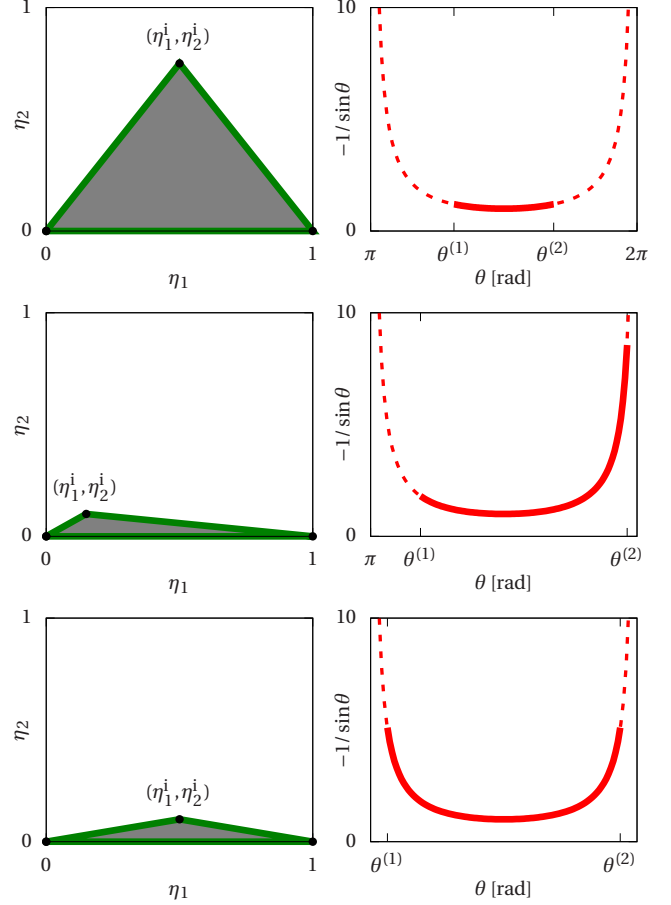 1
(η₁ⁱ, η₂ⁱ)
η₂
0
0
1
η₁
10
−1/ sinθ
0
π
θ⁽¹⁾
θ⁽²⁾
2π
θ [rad]
1
η₂
(η₁ⁱ, η₂ⁱ)
0
0
1
η₁
10
−1/ sinθ
0
π
θ⁽¹⁾
θ⁽²⁾
θ [rad]
1
η₂
(η₁ⁱ, η₂ⁱ)
0
0
1
η₁
10
−1/ sinθ
0
θ⁽¹⁾
θ⁽²⁾
θ [rad]